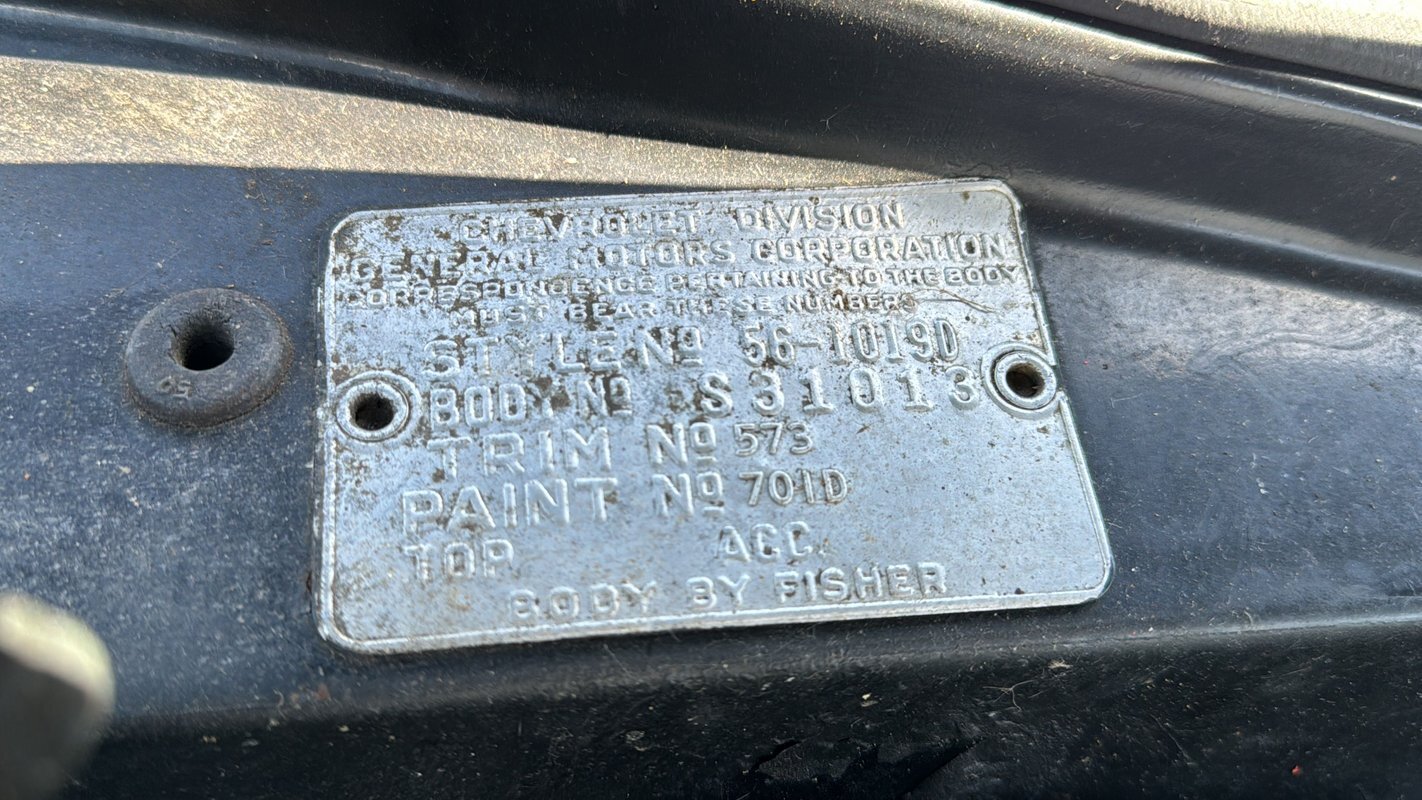 CHEVROLET DIVISION
GENERAL MOTORS CORPORATION
CORRESPONDENCE PERTAINING TO THE BODY
MUST BEAR THESE NUMBERS
STYLE Nº 56-1019D
BODY Nº S31013
TRIM Nº 573
PAINT Nº 701D
TOP ACC.
BODY BY FISHER